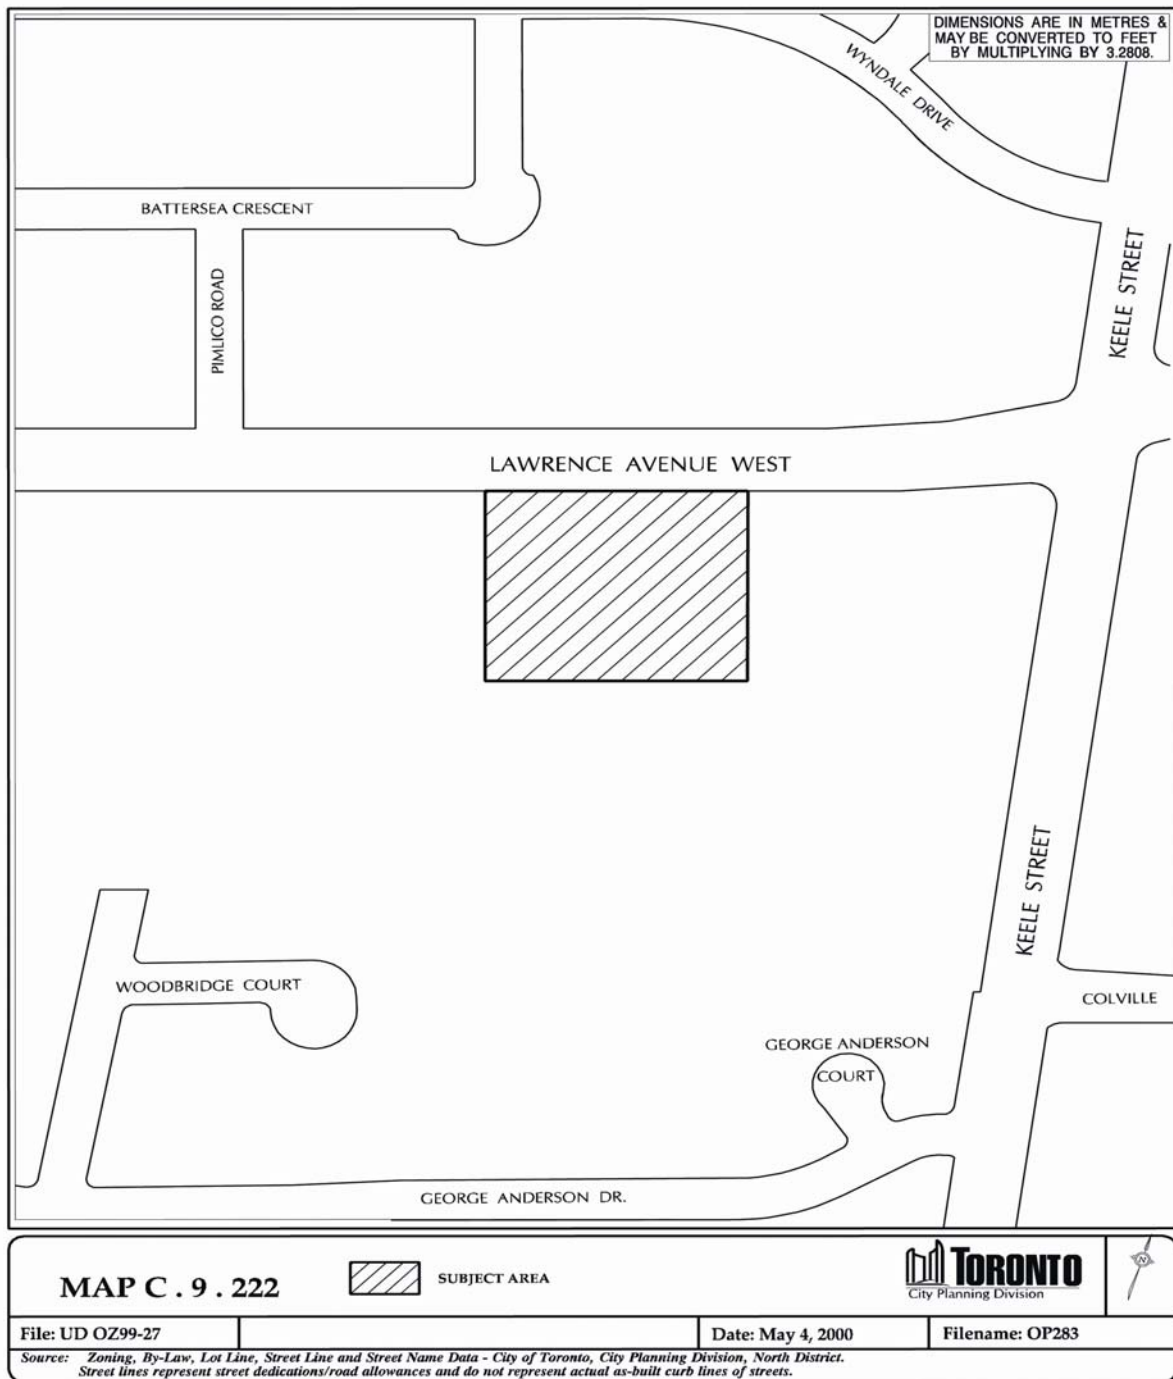 DIMENSIONS ARE IN METRES &
MAY BE CONVERTED TO FEET
BY MULTIPLYING BY 3.2808.
WYNDALE DRIVE
BATTERSEA CRESCENT
PIMLICO ROAD
KEELE STREET
LAWRENCE AVENUE WEST
KEELE STREET
WOODBRIDGE COURT
COLVILLE
GEORGE ANDERSON
COURT
GEORGE ANDERSON DR.
MAP C . 9 . 222
SUBJECT AREA
TORONTO
City Planning Division
N
File: UD OZ99-27
Date: May 4, 2000
Filename: OP283
Source: Zoning, By-Law, Lot Line, Street Line and Street Name Data - City of Toronto, City Planning Division, North District.
Street lines represent street dedications/road allowances and do not represent actual as-built curb lines of streets.